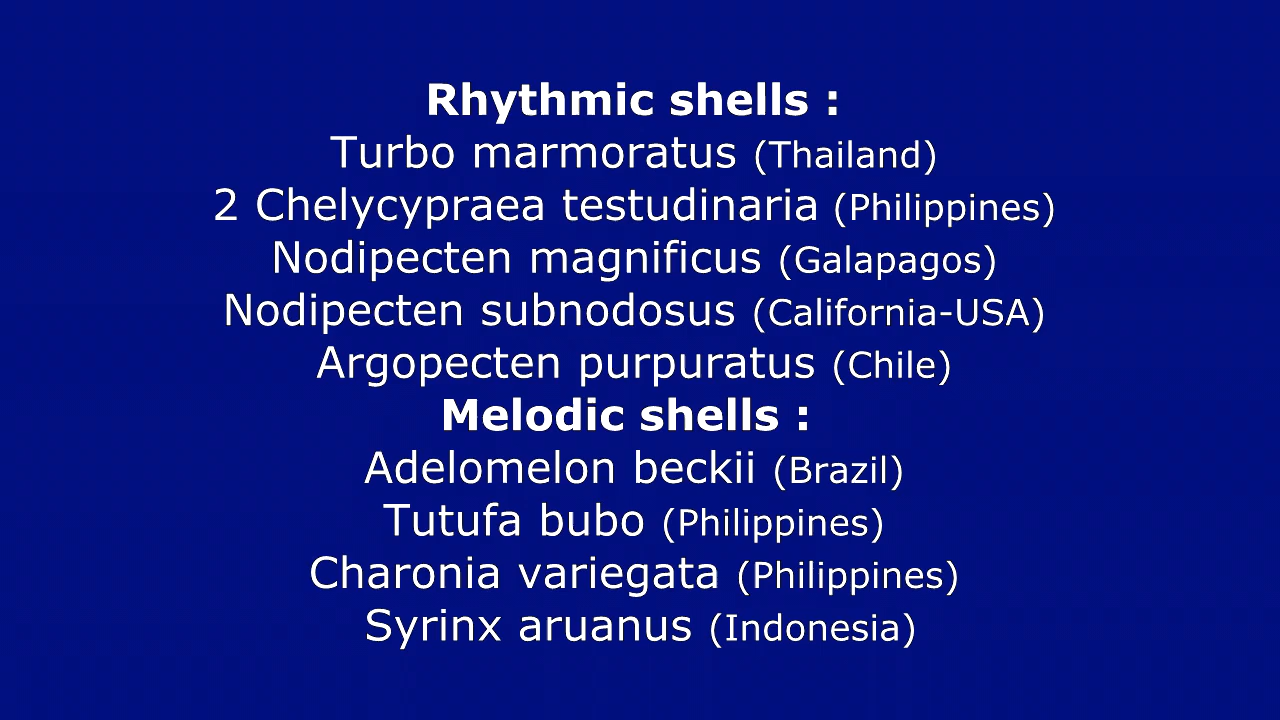 Rhythmic shells :
Turbo marmoratus (Thailand)
2 Chelycypraea testudinaria (Philippines)
Nodipecten magnificus (Galapagos)
Nodipecten subnodosus (California-USA)
Argopecten purpuratus (Chile)
Melodic shells :
Adelomelon beckii (Brazil)
Tutufa bubo (Philippines)
Charonia variegata (Philippines)
Syrinx aruanus (Indonesia)